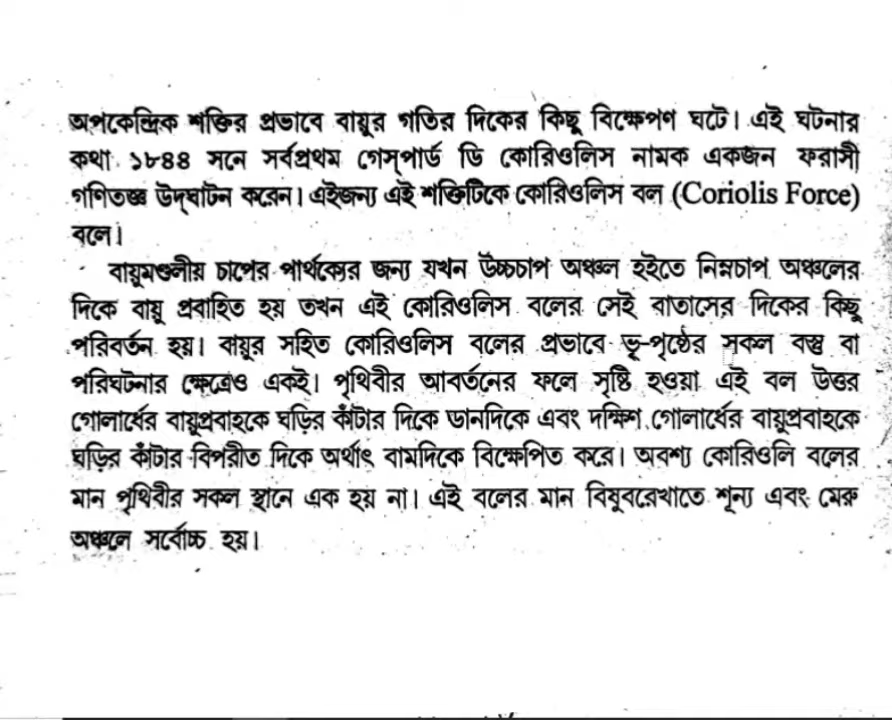 অপকেন্দ্রিক শক্তির প্রভাবে বায়ুর গতির দিকের কিছু বিক্ষেপণ ঘটে। এই ঘটনার
কথা ১৮৪৪ সনে সর্বপ্রথম গেস্পার্ড ডি কোরিওলিস নামক একজন ফরাসী
গণিতজ্ঞ উদ্‌ঘাটন করেন। এইজন্য এই শক্তিটিকে কোরিওলিস বল (Coriolis Force)
বলে।
বায়ুমণ্ডলীয় চাপের পার্থক্যের জন্য যখন উচ্চচাপ অঞ্চল হইতে নিম্নচাপ অঞ্চলের
দিকে বায়ু প্রবাহিত হয় তখন এই কোরিওলিস বলের সেই বাতাসের দিকের কিছু
পরিবর্তন হয়। বায়ুর সহিত কোরিওলিস বলের প্রভাবে ভূ-পৃষ্ঠের সকল বস্তু বা
পরিঘটনার ক্ষেত্রেও একই। পৃথিবীর আবর্তনের ফলে সৃষ্টি হওয়া এই বল উত্তর
গোলার্ধের বায়ুপ্রবাহকে ঘড়ির কাঁটার দিকে ডানদিকে এবং দক্ষিণ গোলার্ধের বায়ুপ্রবাহকে
ঘড়ির কাঁটার বিপরীত দিকে অর্থাৎ বামদিকে বিক্ষেপিত করে। অবশ্য কোরিওলি বলের
মান পৃথিবীর সকল স্থানে এক হয় না। এই বলের মান বিষুবরেখাতে শূন্য এবং মেরু
অঞ্চলে সর্বোচ্চ হয়।